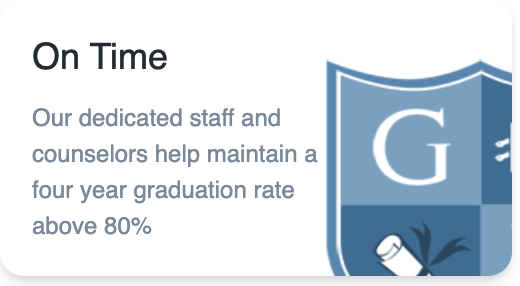 On Time
Our dedicated staff and
counselors help maintain a
four year graduation rate
above 80%
G